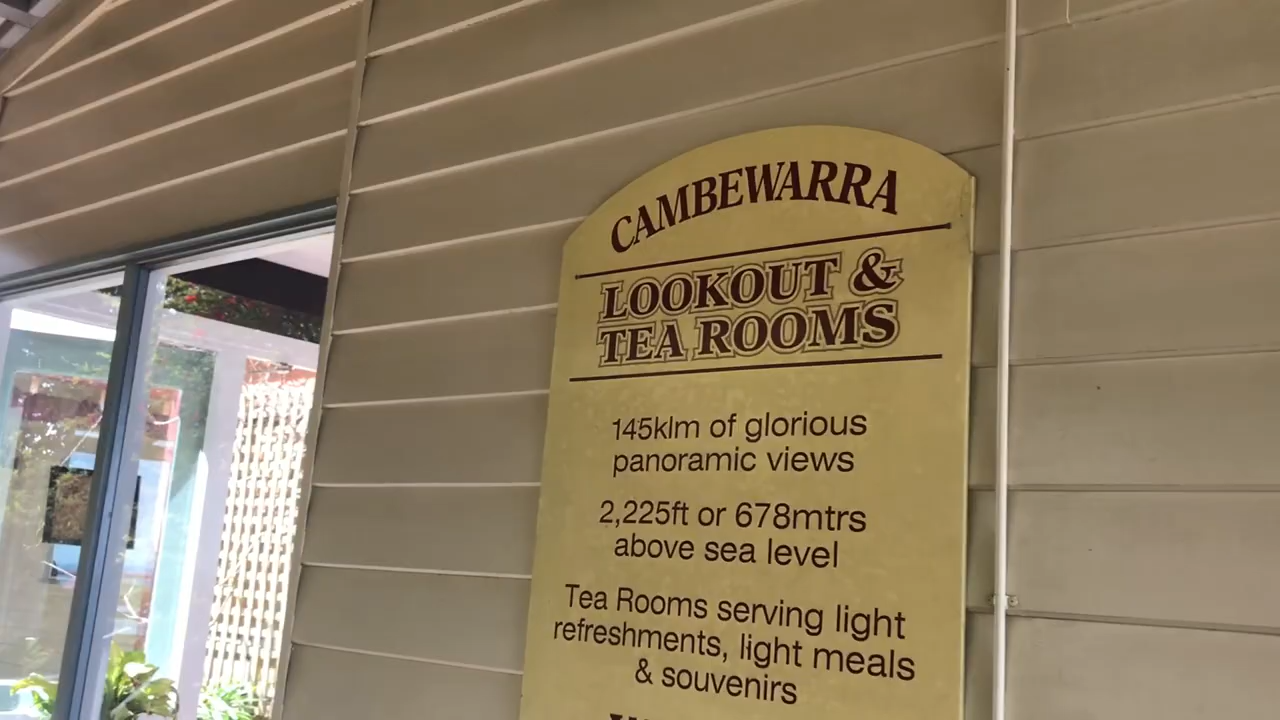 CAMBEWARRA
LOOKOUT &
TEA ROOMS
145klm of glorious
panoramic views
2,225ft or 678mtrs
above sea level
Tea Rooms serving light
refreshments, light meals
& souvenirs